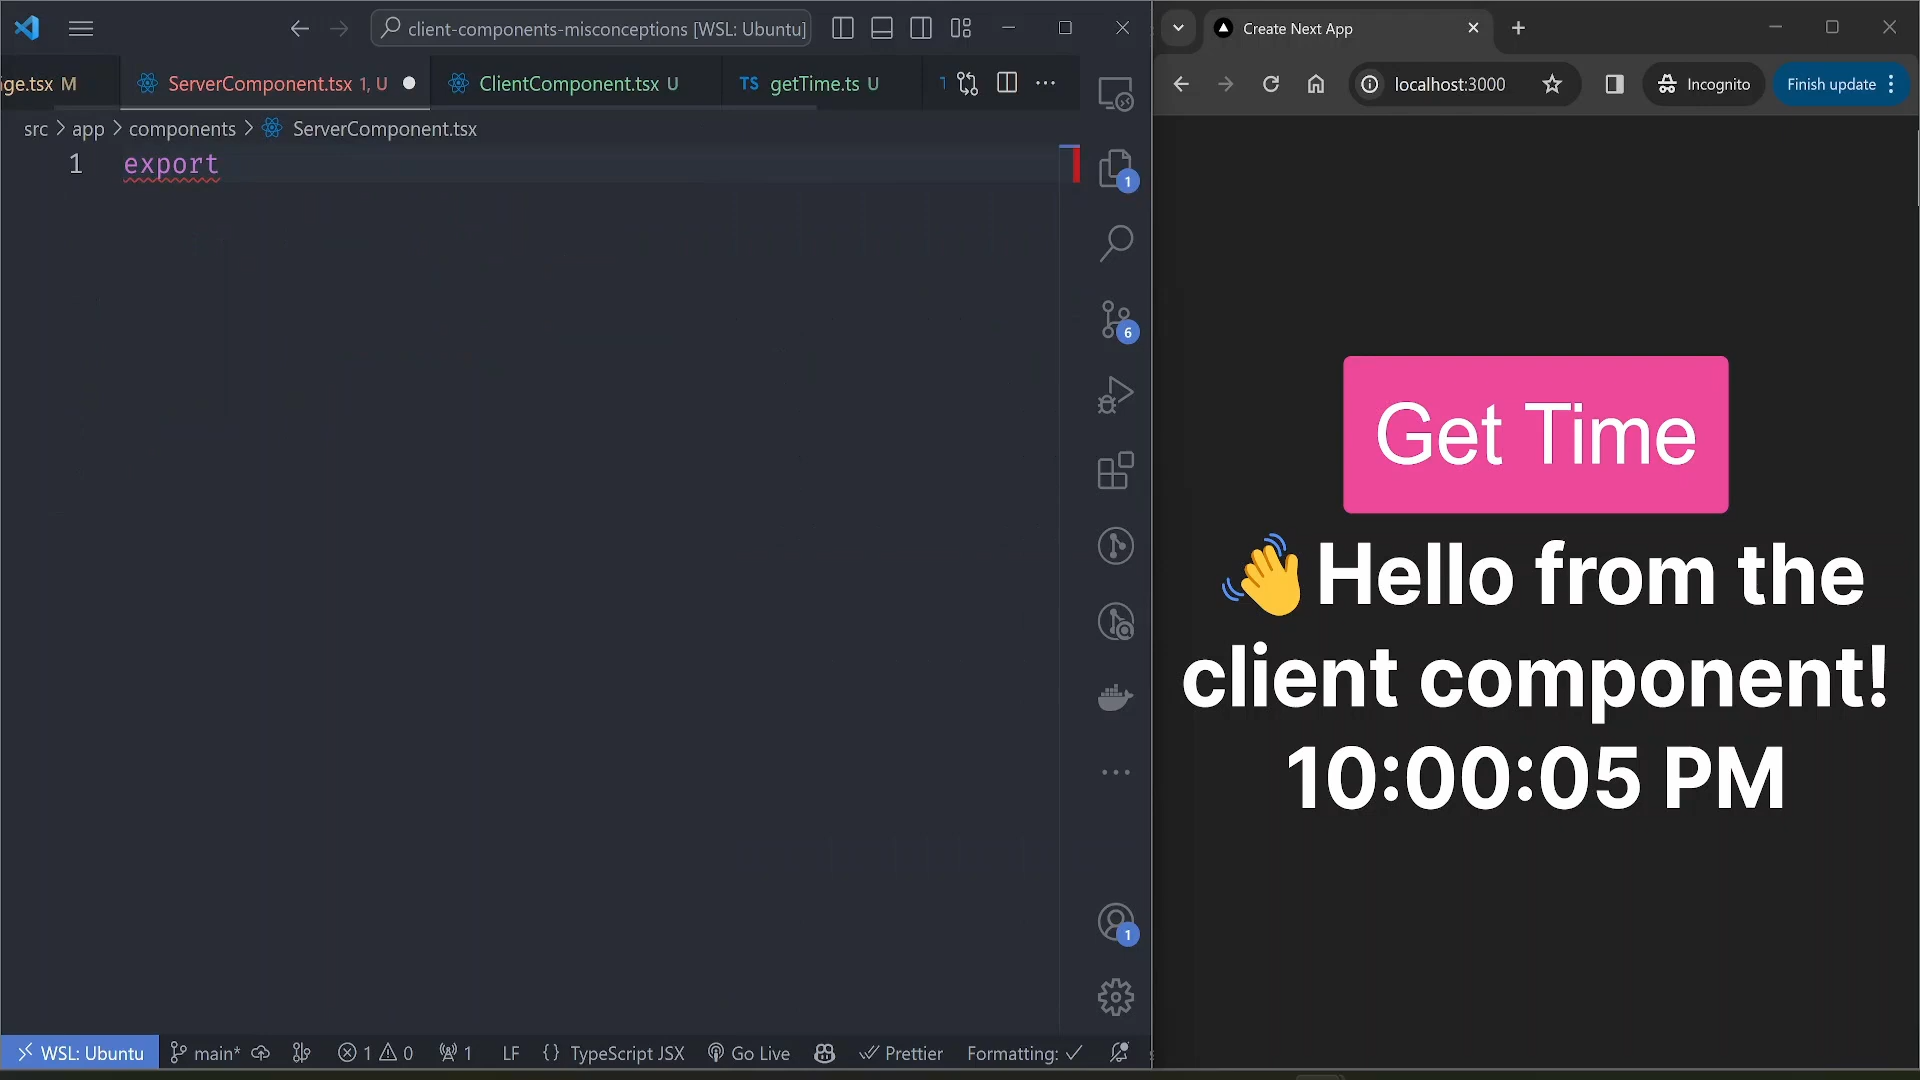 client-components-misconceptions [WSL: Ubuntu]
ge.tsx M
ServerComponent.tsx 1, U
ClientComponent.tsx U
TS getTime.ts U
src > app > components > ServerComponent.tsx
1 export
1
6
1
WSL: Ubuntu
main*
1 0
1
LF
{} TypeScript JSX
Go Live
Prettier
Formatting:
Create Next App
localhost:3000
Incognito
Finish update
Get Time
👋Hello from the
client component!
10:00:05 PM